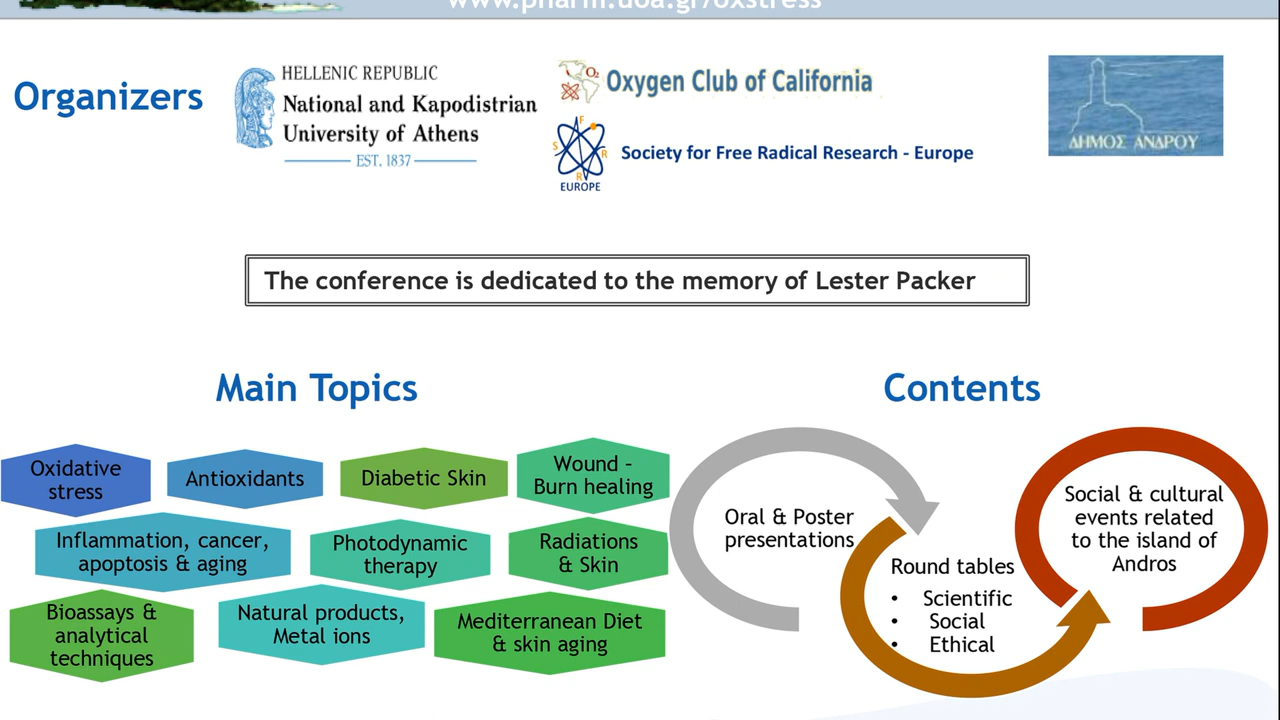 www.pharm.uoa.gr/oxstress
Organizers
HELLENIC REPUBLIC
National and Kapodistrian
University of Athens
EST. 1837
O2
Oxygen Club of California
F
S
R
R
EUROPE
Society for Free Radical Research - Europe
ΔΗΜΟΣ ΑΝΔΡΟΥ
The conference is dedicated to the memory of Lester Packer
Main Topics
Oxidative
stress
Antioxidants
Diabetic Skin
Wound -
Burn healing
Inflammation, cancer,
apoptosis & aging
Photodynamic
therapy
Radiations
& Skin
Bioassays &
analytical
techniques
Natural products,
Metal ions
Mediterranean Diet
& skin aging
Contents
Oral & Poster
presentations
Round tables
• Scientific
• Social
• Ethical
Social & cultural
events related
to the island of
Andros